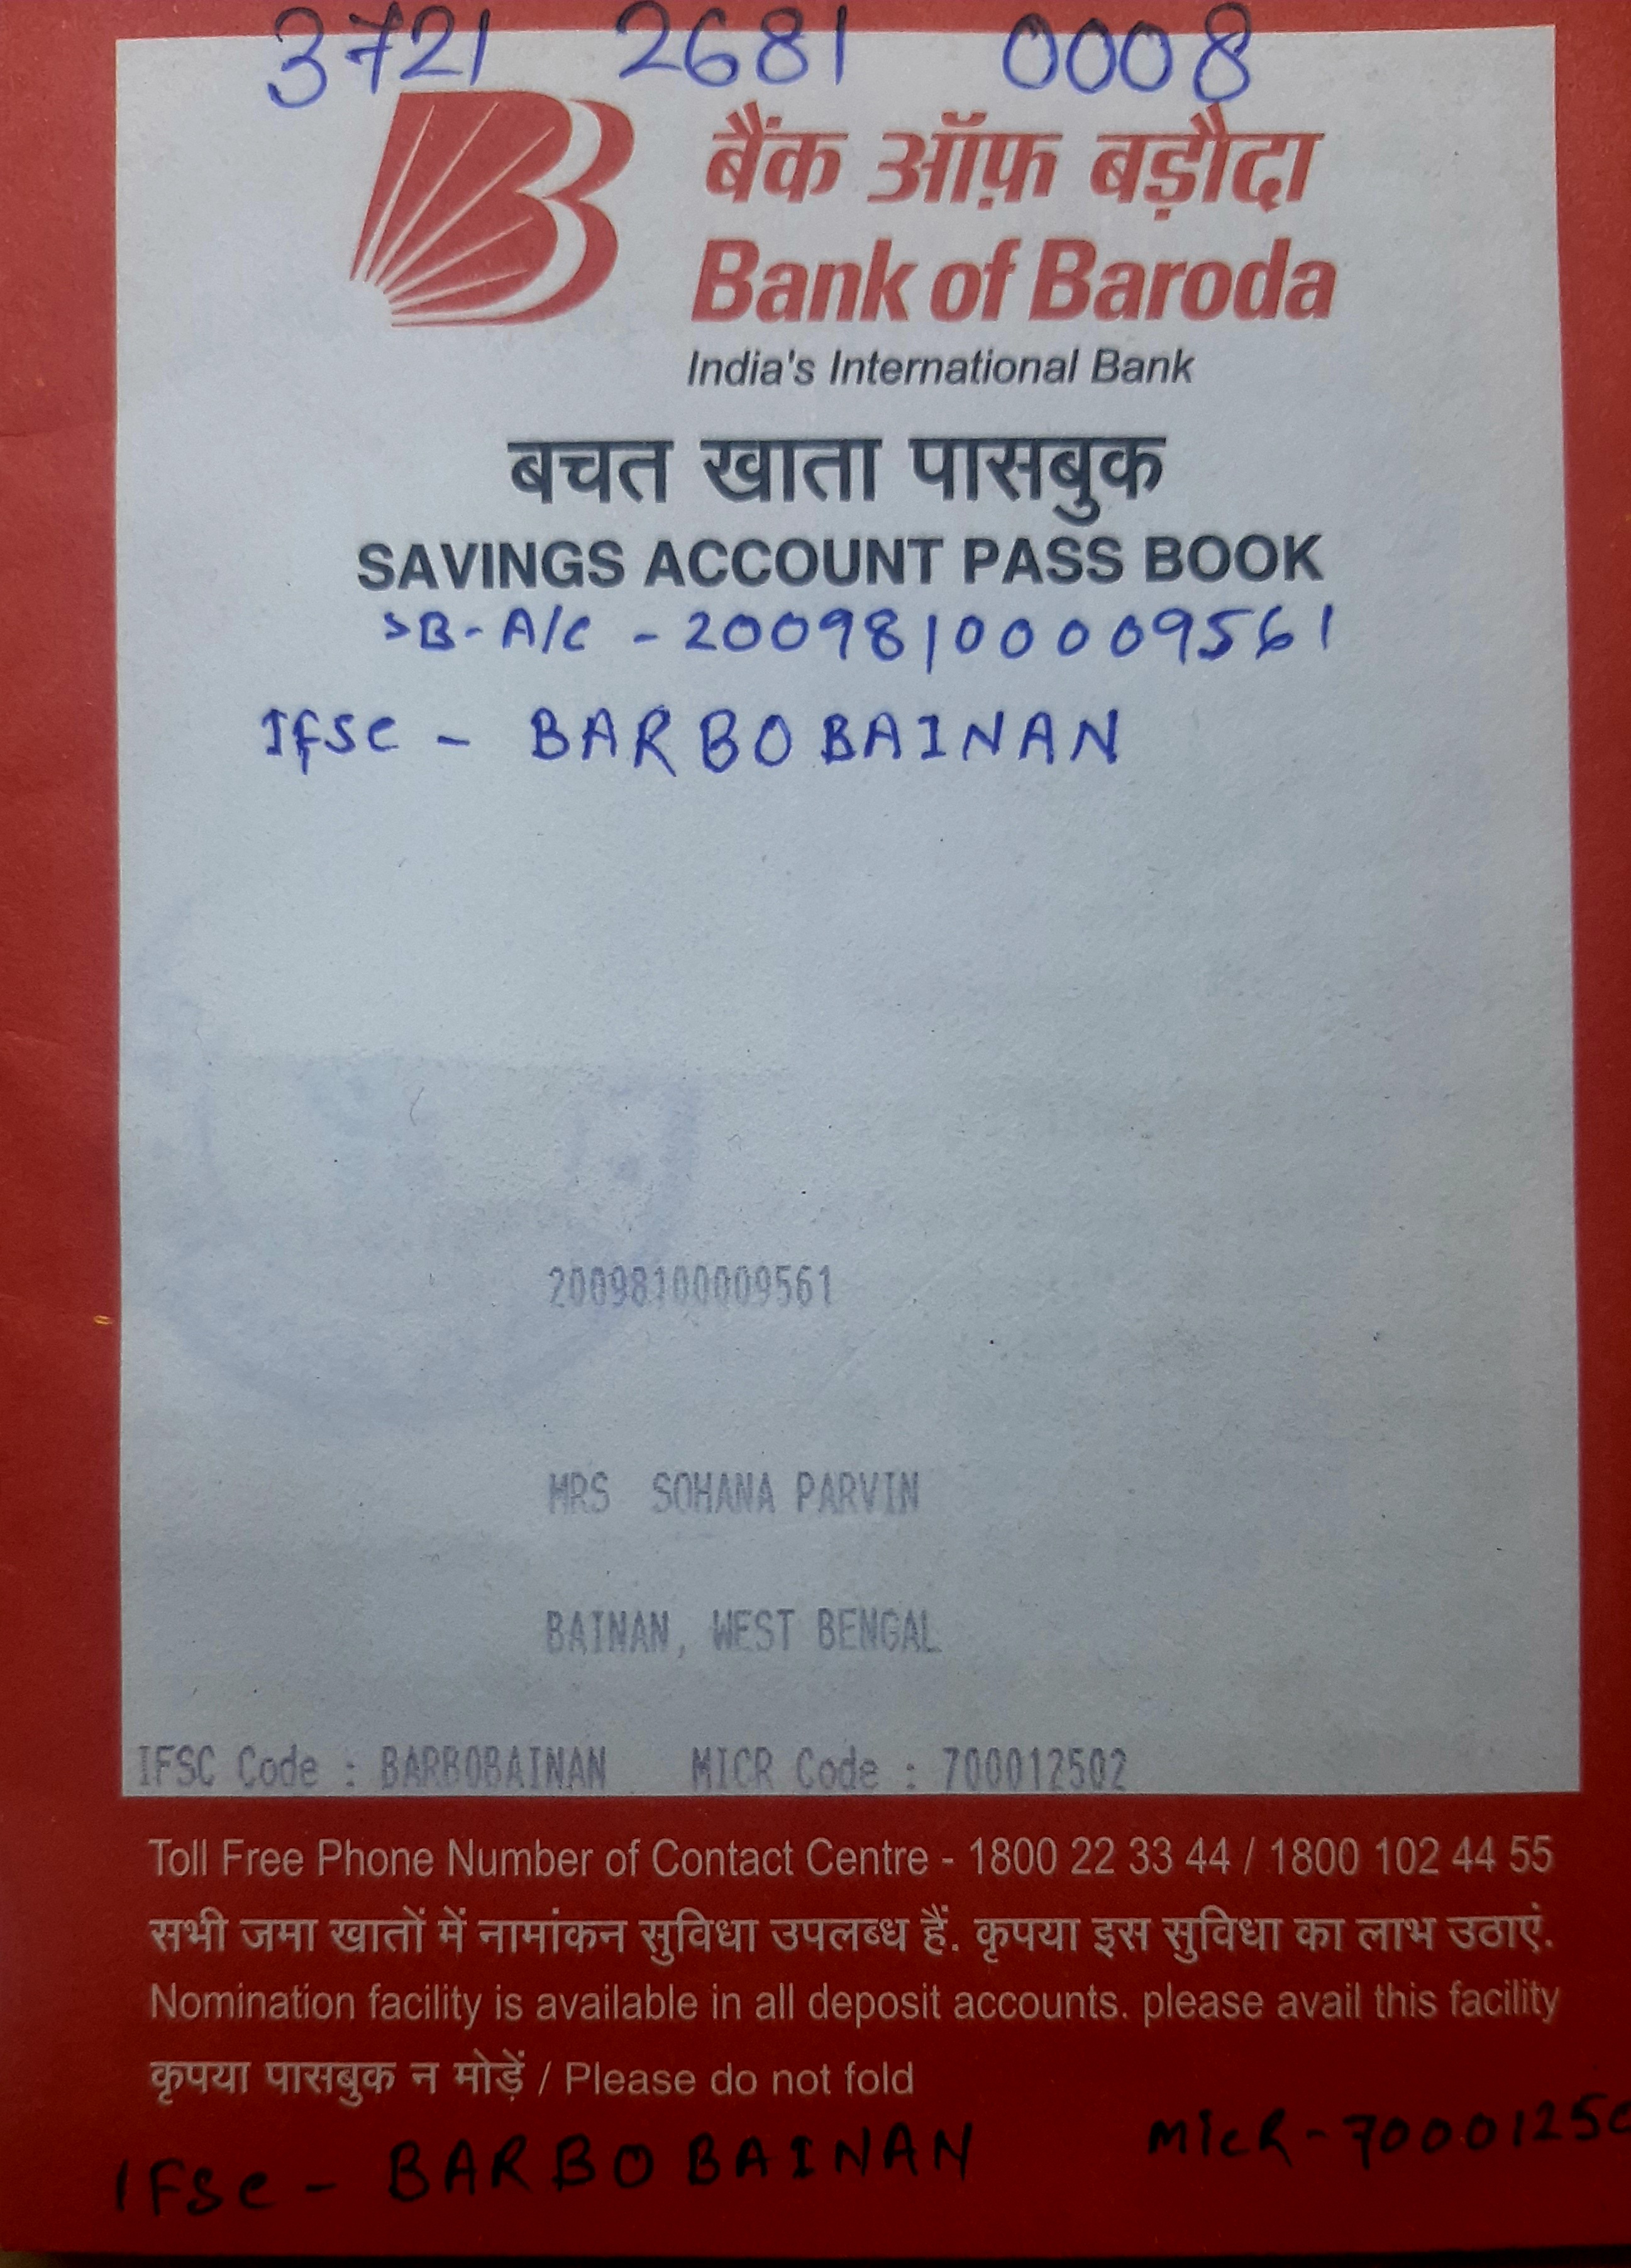 3721 2681 0008
बैंक ऑफ़ बड़ौदा
Bank of Baroda
India's International Bank
बचत खाता पासबुक
SAVINGS ACCOUNT PASS BOOK
SB-A/C - 20098100009561
IFSC - BARBOBAINAN
20098100009561
MRS SOHANA PARVIN
BAINAN, WEST BENGAL
IFSC Code : BARB0BAINAN MICR Code : 700012502
Toll Free Phone Number of Contact Centre - 1800 22 33 44 / 1800 102 44 55
सभी जमा खातों में नामांकन सुविधा उपलब्ध हैं. कृपया इस सुविधा का लाभ उठाएं.
Nomination facility is available in all deposit accounts. please avail this facility
कृपया पासबुक न मोड़ें / Please do not fold
IFSC - BARBOBAINAN MICR - 7000125